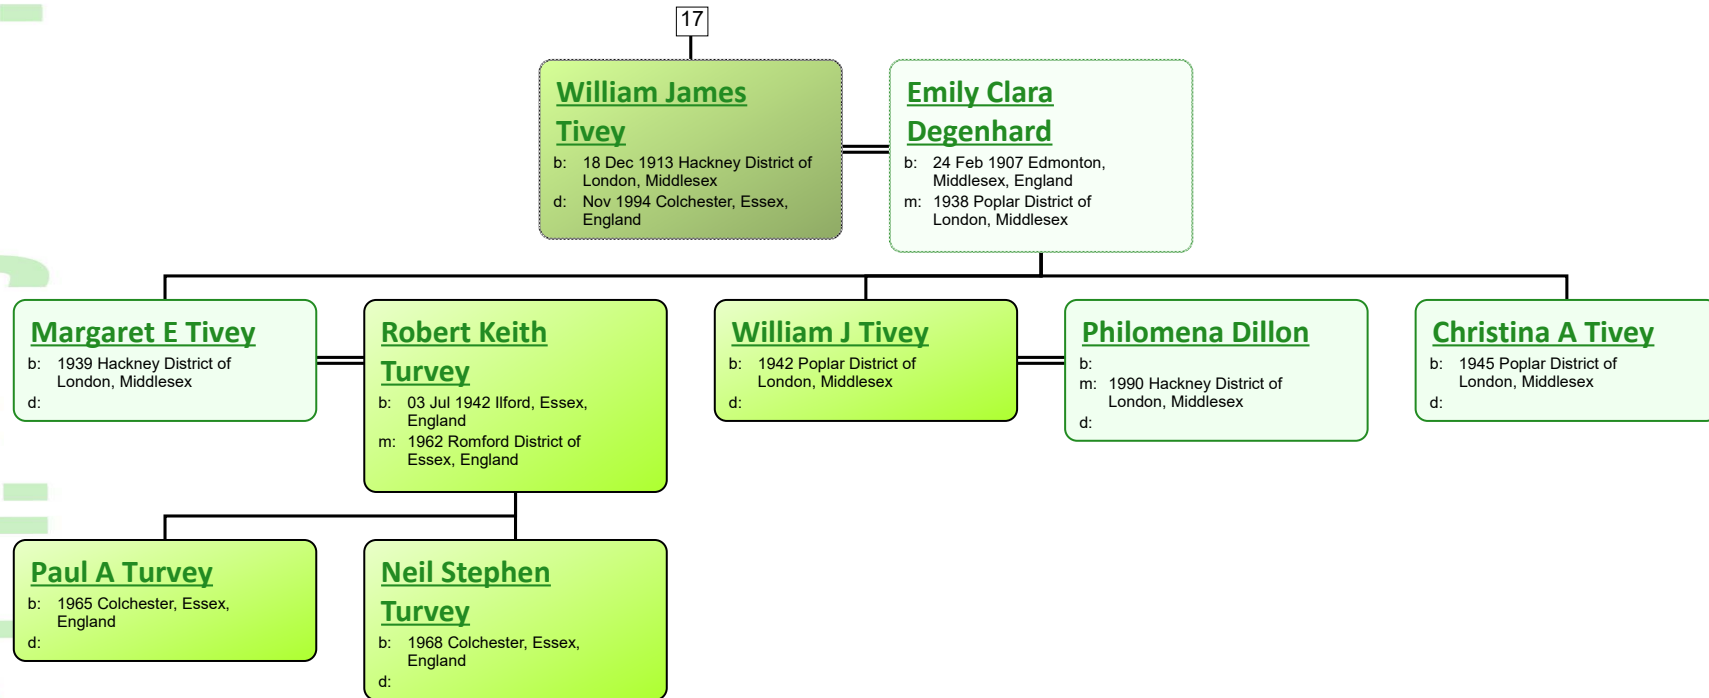 17
William James
Tivey
b: 18 Dec 1913 Hackney District of
London, Middlesex
d: Nov 1994 Colchester, Essex,
England
Emily Clara
Degenhard
b: 24 Feb 1907 Edmonton,
Middlesex, England
m: 1938 Poplar District of
London, Middlesex
Margaret E Tivey
b: 1939 Hackney District of
London, Middlesex
d:
Robert Keith
Turvey
b: 03 Jul 1942 Ilford, Essex,
England
m: 1962 Romford District of
Essex, England
William J Tivey
b: 1942 Poplar District of
London, Middlesex
d:
Philomena Dillon
b:
m: 1990 Hackney District of
London, Middlesex
d:
Christina A Tivey
b: 1945 Poplar District of
London, Middlesex
d:
Paul A Turvey
b: 1965 Colchester, Essex,
England
d:
Neil Stephen
Turvey
b: 1968 Colchester, Essex,
England
d: